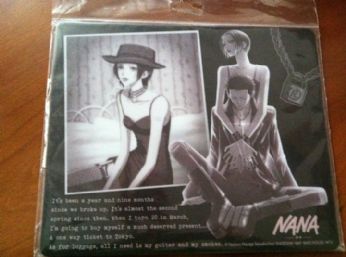 It's been a year and nine months
since we broke up. It's almost the second
spring since then. When I turn 20 in March,
I'm going to buy myself a much deserved present...
A one way ticket to Tokyo.
As for luggage, all I need is my guitar and my smokes.
NANA